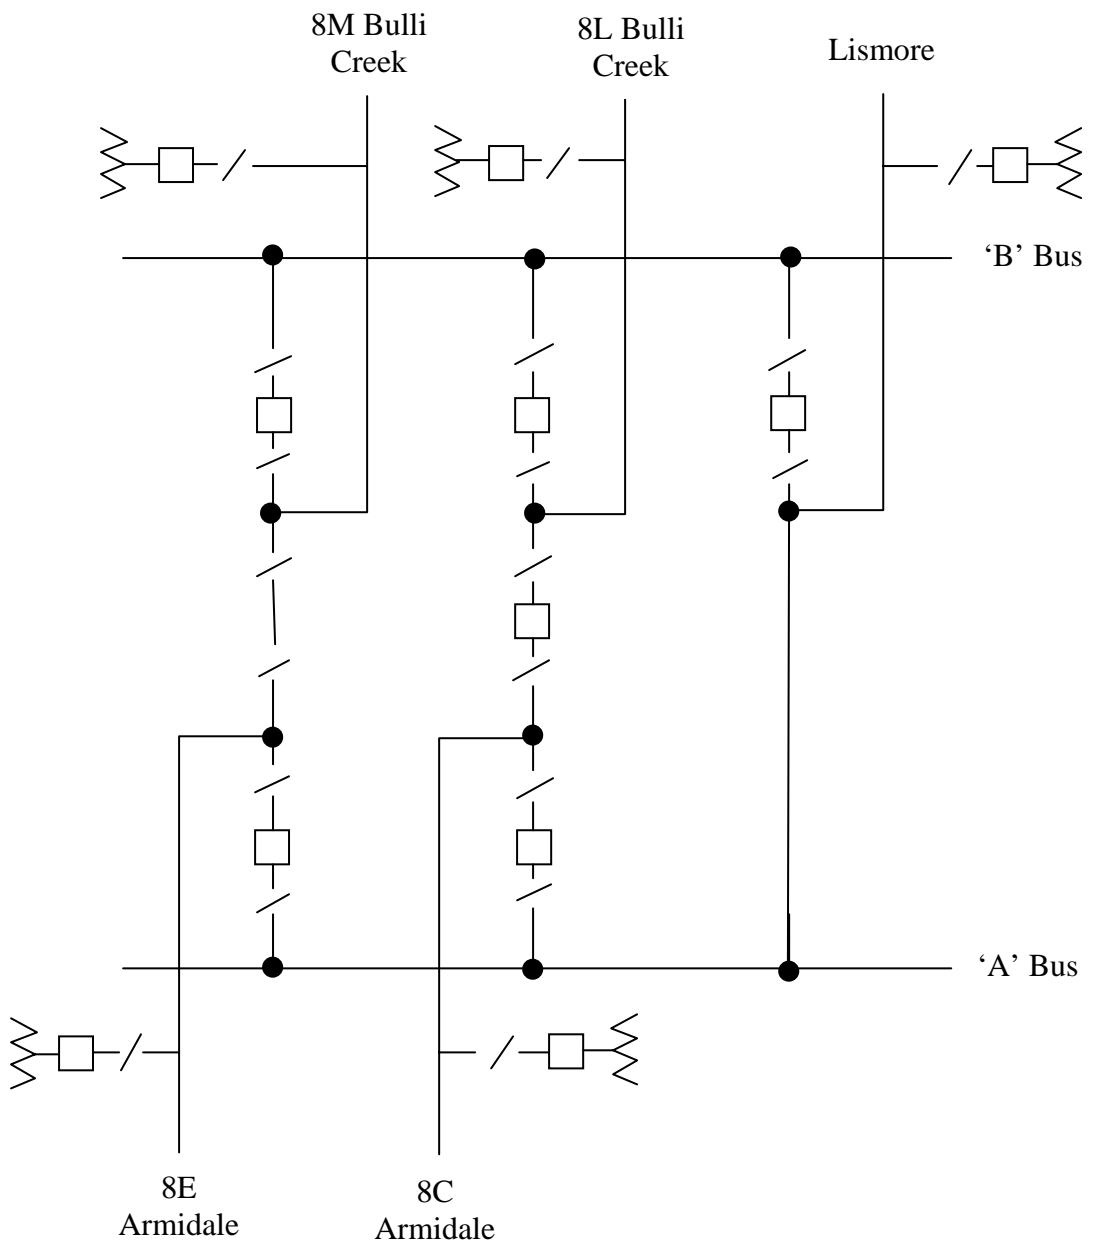 8M Bulli
Creek
8L Bulli
Creek
Lismore
‘B’ Bus
‘A’ Bus
8E
Armidale
8C
Armidale